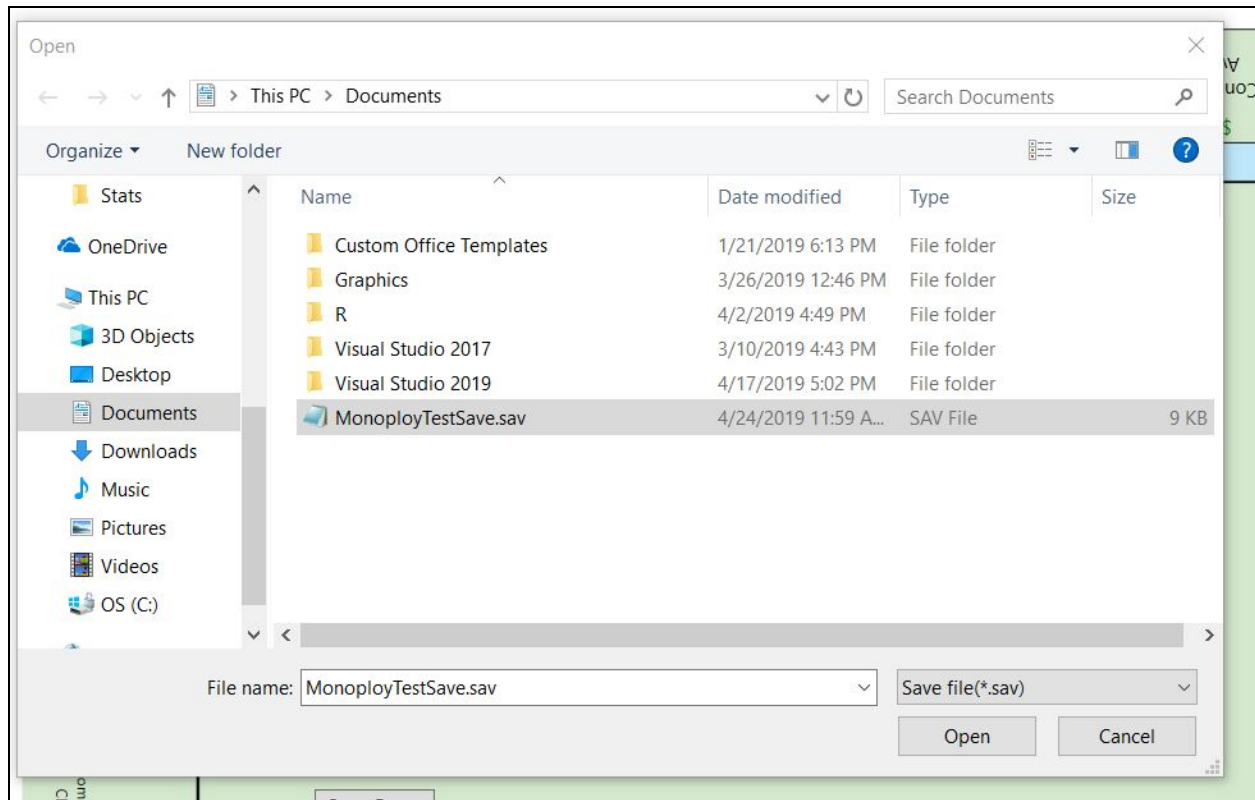 Open
This PC > Documents
Search Documents
Organize
New folder
Name
Date modified
Type
Size
Stats
OneDrive
This PC
3D Objects
Desktop
Documents
Downloads
Music
Pictures
Videos
OS (C:)
Custom Office Templates 1/21/2019 6:13 PM File folder
Graphics 3/26/2019 12:46 PM File folder
R 4/2/2019 4:49 PM File folder
Visual Studio 2017 3/10/2019 4:43 PM File folder
Visual Studio 2019 4/17/2019 5:02 PM File folder
MonoployTestSave.sav 4/24/2019 11:59 A... SAV File 9 KB
File name: MonoployTestSave.sav
Save file(*.sav)
Open
Cancel